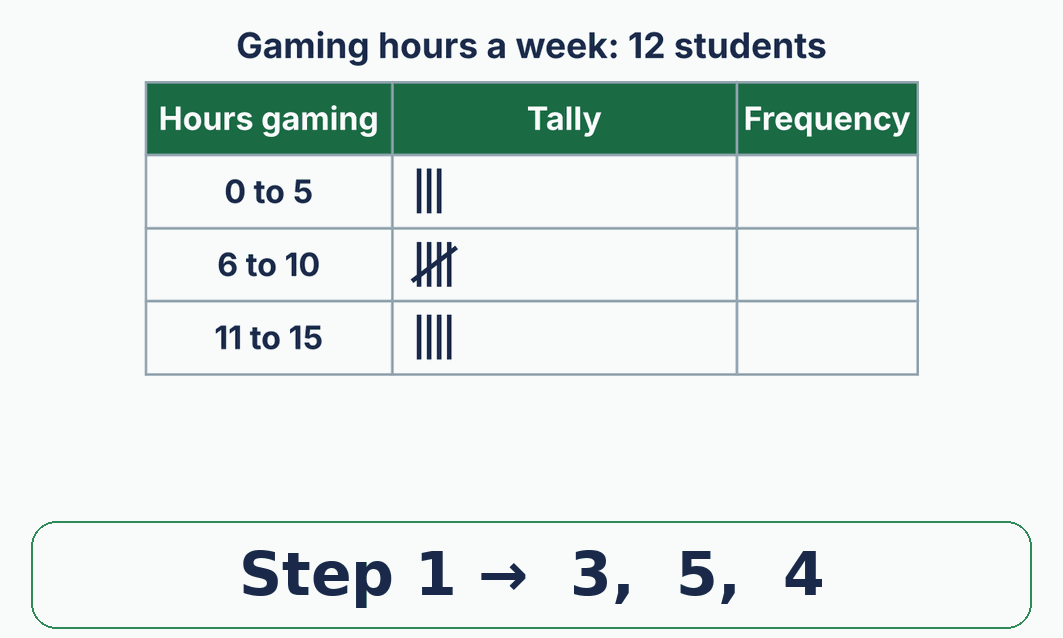 Gaming hours a week: 12 students
Hours gaming Tally Frequency
0 to 5
6 to 10
11 to 15
Step 1 → 3, 5, 4